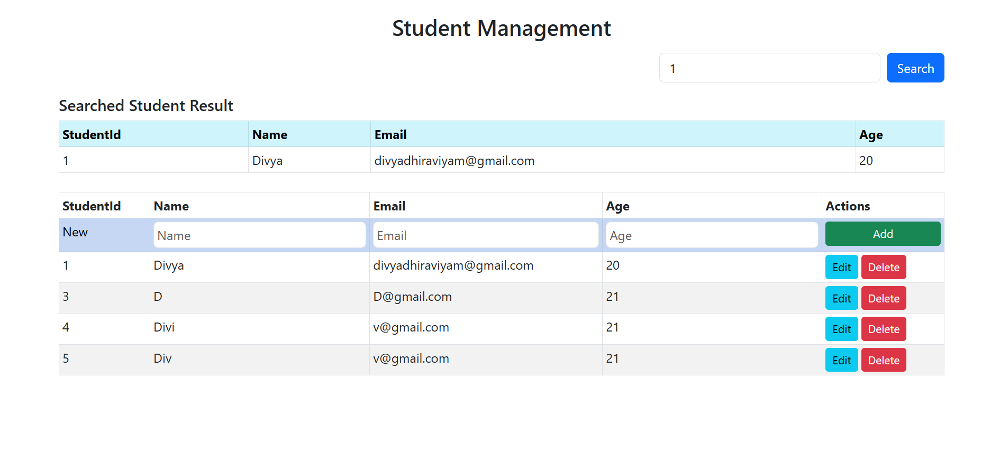 Student Management
1 Search
Searched Student Result
StudentId Name Email Age
1 Divya divyadhiraviyam@gmail.com 20
StudentId Name Email Age Actions
New Name Email Age Add
1 Divya divyadhiraviyam@gmail.com 20 Edit Delete
3 D D@gmail.com 21 Edit Delete
4 Divi v@gmail.com 21 Edit Delete
5 Div v@gmail.com 21 Edit Delete